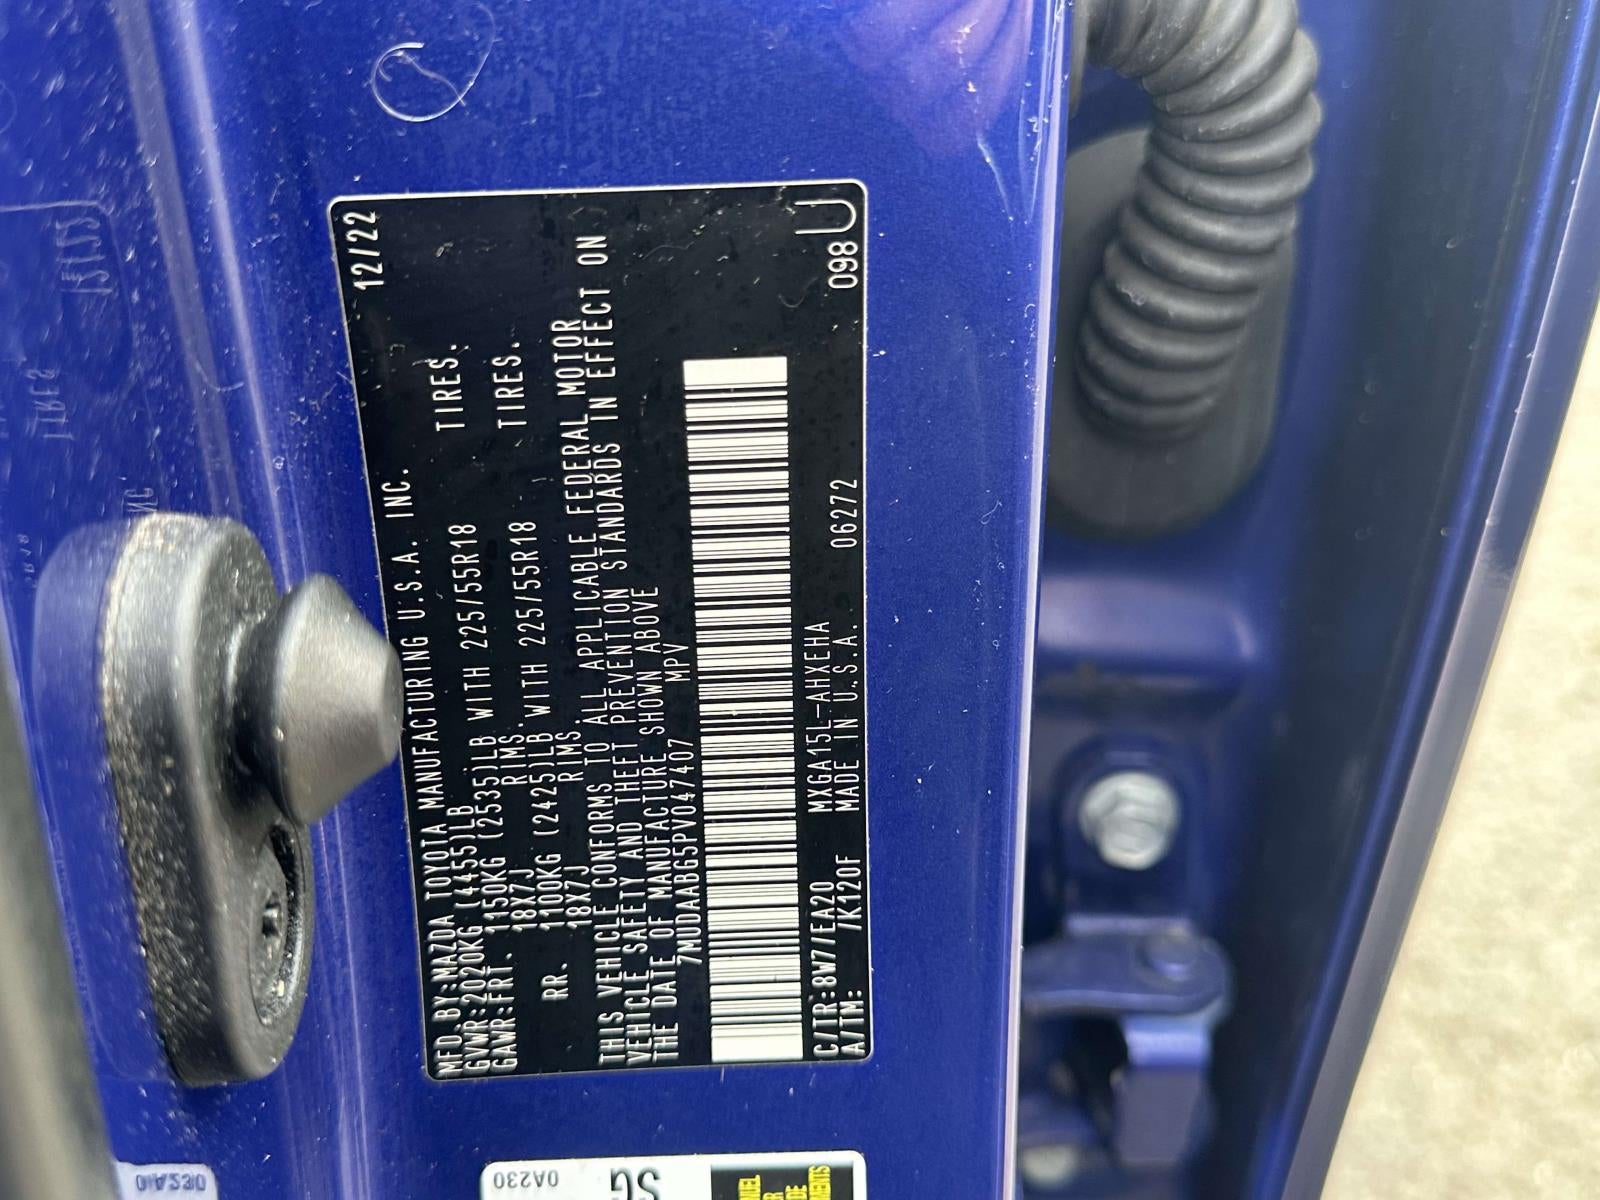 12/22
MFD.BY:MAZDA TOYOTA MANUFACTURING U.S.A. INC.
GVWR:2020KG (4455)LB
GAWR:FRT. 1150KG (2535)LB WITH 225/55R18 TIRES.
18X7J RIMS.
RR. 1100KG (2425)LB WITH 225/55R18 TIRES.
18X7J RIMS
THIS VEHICLE CONFORMS TO ALL APPLICABLE FEDERAL MOTOR
VEHICLE SAFETY AND THEFT PREVENTION STANDARDS IN EFFECT ON
THE DATE OF MANUFACTURE SHOWN ABOVE
7MUDAABG5PV047407 MPV
C/TR:8W7/EA20 MXGA15L-AHXEHA
A/TM: /K120F MADE IN U.S.A. 06272 098 U
0A230
SG